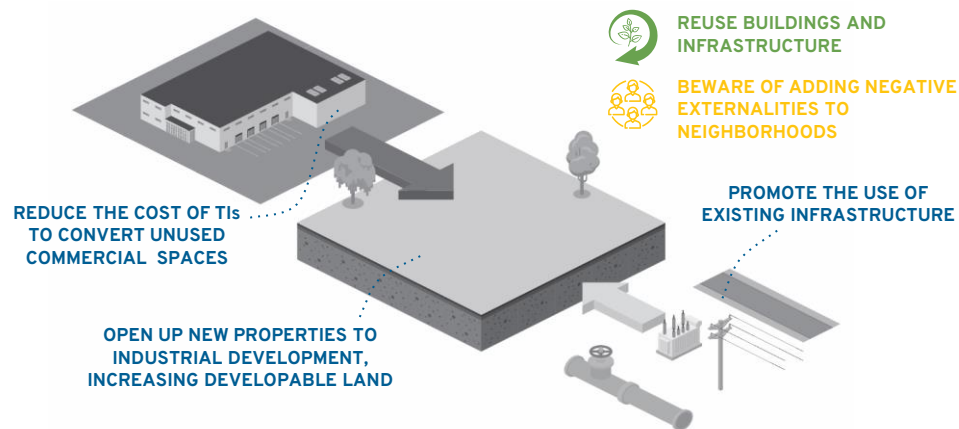 REUSE BUILDINGS AND
INFRASTRUCTURE
BEWARE OF ADDING NEGATIVE
EXTERNALITIES TO
NEIGHBORHOODS
REDUCE THE COST OF TIs
TO CONVERT UNUSED
COMMERCIAL SPACES
PROMOTE THE USE OF
EXISTING INFRASTRUCTURE
OPEN UP NEW PROPERTIES TO
INDUSTRIAL DEVELOPMENT,
INCREASING DEVELOPABLE LAND